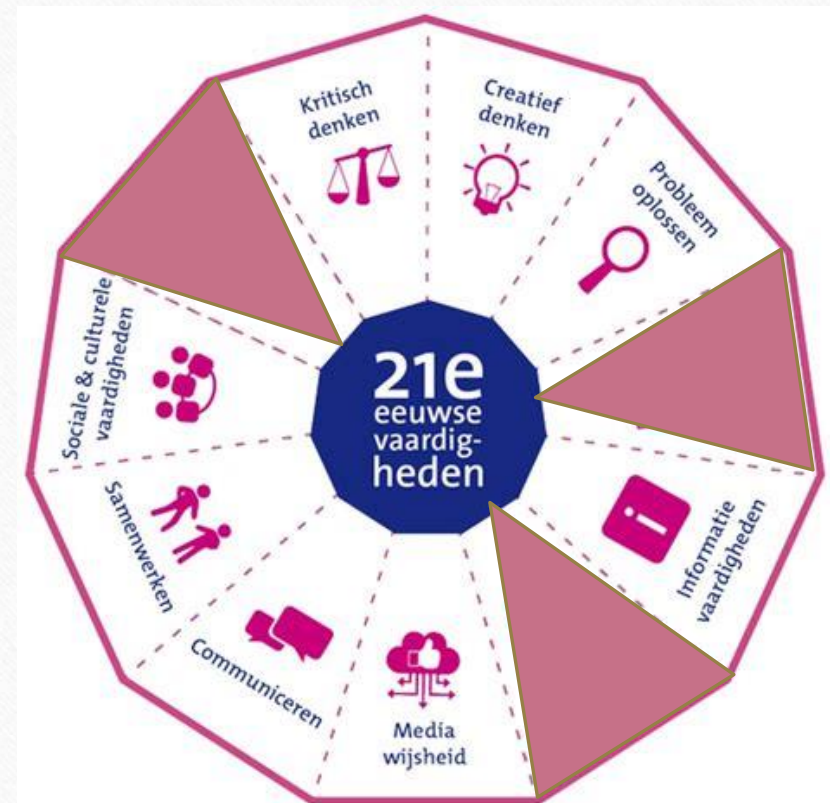 Kritisch
denken
Creatief
denken
Probleem
oplossen
Informatie
vaardigheden
Media
wijsheid
Communiceren
Samenwerken
Sociale & culturele
vaardigheden
21e
eeuwse
vaardig-
heden
i